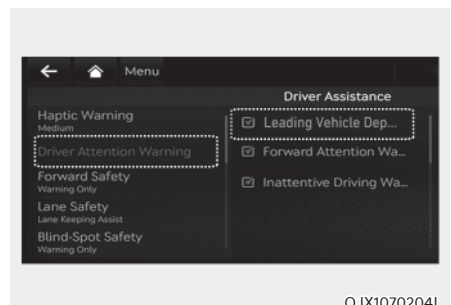 Menu
Driver Assistance
Haptic Warning
Medium
Driver Attention Warning
Forward Safety
Warning Only
Lane Safety
Lane Keeping Assist
Blind-Spot Safety
Warning Only
Leading Vehicle Dep...
Forward Attention Wa...
Inattentive Driving Wa...
OJX1070204L